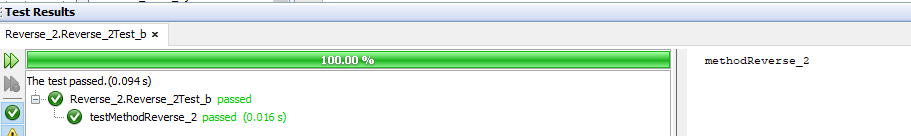 Test Results
Reverse_2.Reverse_2Test_b ×
100.00 %
methodReverse_2
The test passed.(0.094 s)
Reverse_2.Reverse_2Test_b passed
testMethodReverse_2 passed (0.016 s)